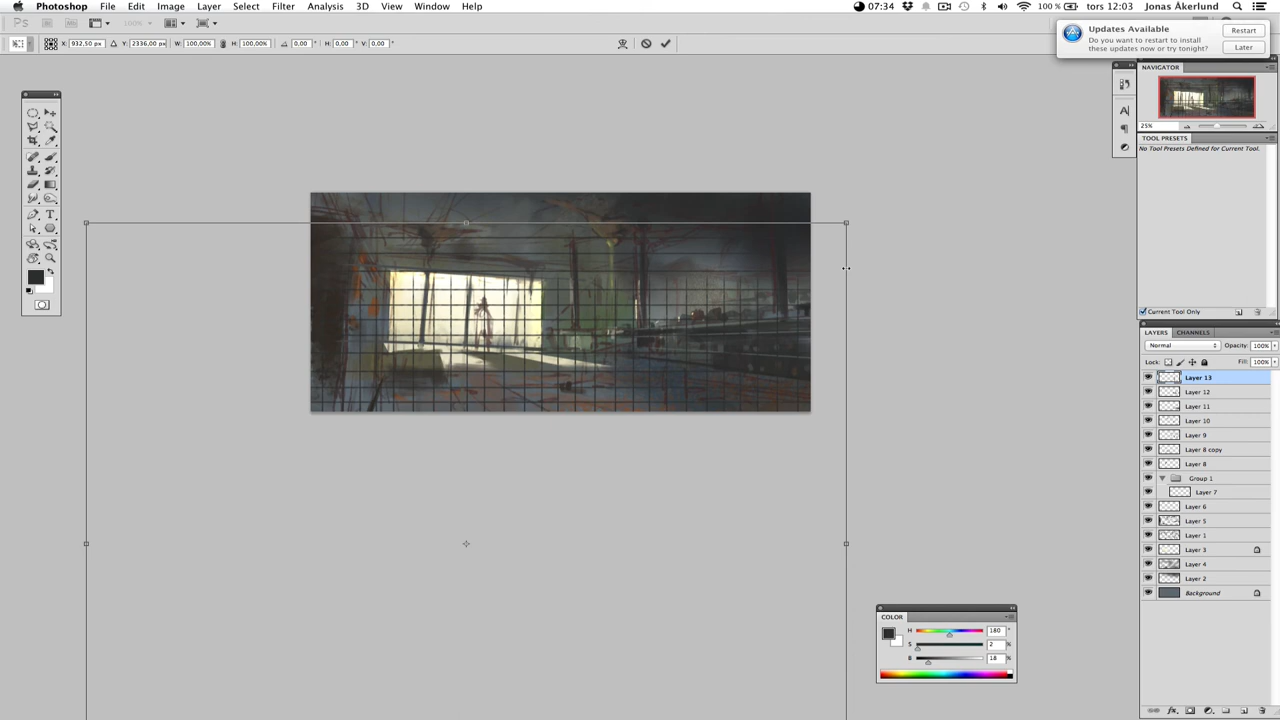 Photoshop File Edit Image Layer Select Filter Analysis 3D View Window Help 07:34 100 % tors 12:03 Jonas Åkerlund
Ps 100%
X: 932,50 px Y: 2336,00 px W: 100,00% H: 100,00% 0,00 ° H: 0,00 V: 0,00
Updates Available
Do you want to restart to install
these updates now or try tonight?
Restart
Later
NAVIGATOR
25%
TOOL PRESETS
No Tool Presets Defined for Current Tool.
Current Tool Only
LAYERS CHANNELS
Normal Opacity: 100%
Lock: Fill: 100%
Layer 13
Layer 12
Layer 11
Layer 10
Layer 9
Layer 8 copy
Layer 8
Group 1
Layer 7
Layer 6
Layer 5
Layer 1
Layer 3
Layer 4
Layer 2
Background
COLOR
H 180 °
S 2 %
B 18 %